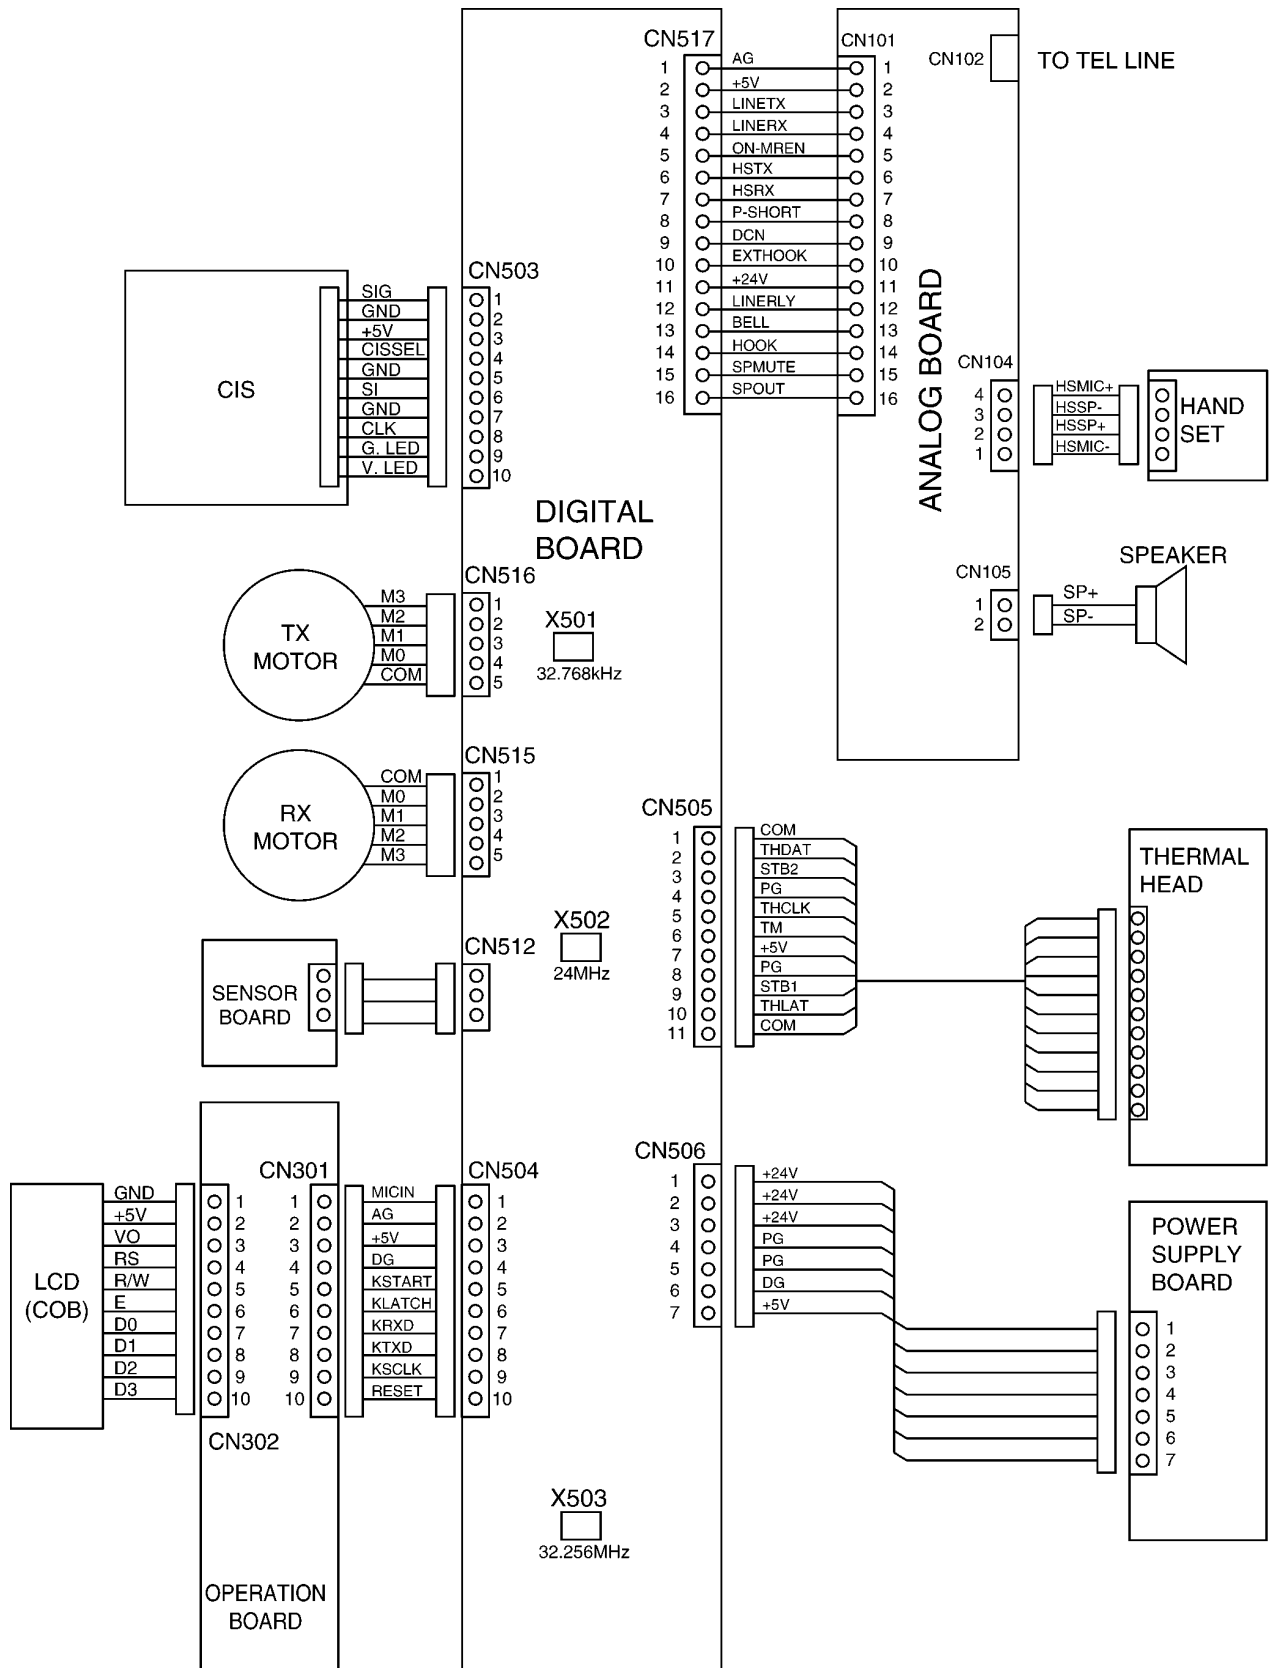 CN517
CN101
1 AG 1
2 +5V 2
3 LINETX 3
4 LINERX 4
5 ON-MREN 5
6 HSTX 6
7 HSRX 7
8 P-SHORT 8
9 DCN 9
10 EXTHOOK 10
11 +24V 11
12 LINERLY 12
13 BELL 13
14 HOOK 14
15 SPMUTE 15
16 SPOUT 16
CN102
TO TEL LINE
ANALOG BOARD
CN104
4 HSMIC+
3 HSSP-
2 HSSP+
1 HSMIC-
HAND
SET
CN105
1 SP+
2 SP-
SPEAKER
DIGITAL
BOARD
CIS
CN503
SIG 1
GND 2
+5V 3
CISSEL 4
GND 5
SI 6
GND 7
CLK 8
G. LED 9
V. LED 10
TX
MOTOR
CN516
M3 1
M2 2
M1 3
M0 4
COM 5
X501
32.768kHz
RX
MOTOR
CN515
COM 1
M0 2
M1 3
M2 4
M3 5
X502
24MHz
SENSOR
BOARD
CN512
CN505
1 COM
2 THDAT
3 STB2
4 PG
5 THCLK
6 TM
7 +5V
8 PG
9 STB1
10 THLAT
11 COM
THERMAL
HEAD
LCD
(COB)
GND 1
+5V 2
VO 3
RS 4
R/W 5
E 6
D0 7
D1 8
D2 9
D3 10
CN302
CN301
CN504
1 MICIN 1
2 AG 2
3 +5V 3
4 DG 4
5 KSTART 5
6 KLATCH 6
7 KRXD 7
8 KTXD 8
9 KSCLK 9
10 RESET 10
OPERATION
BOARD
CN506
1 +24V
2 +24V
3 +24V
4 PG
5 PG
6 DG
7 +5V
POWER
SUPPLY
BOARD
1
2
3
4
5
6
7
X503
32.256MHz